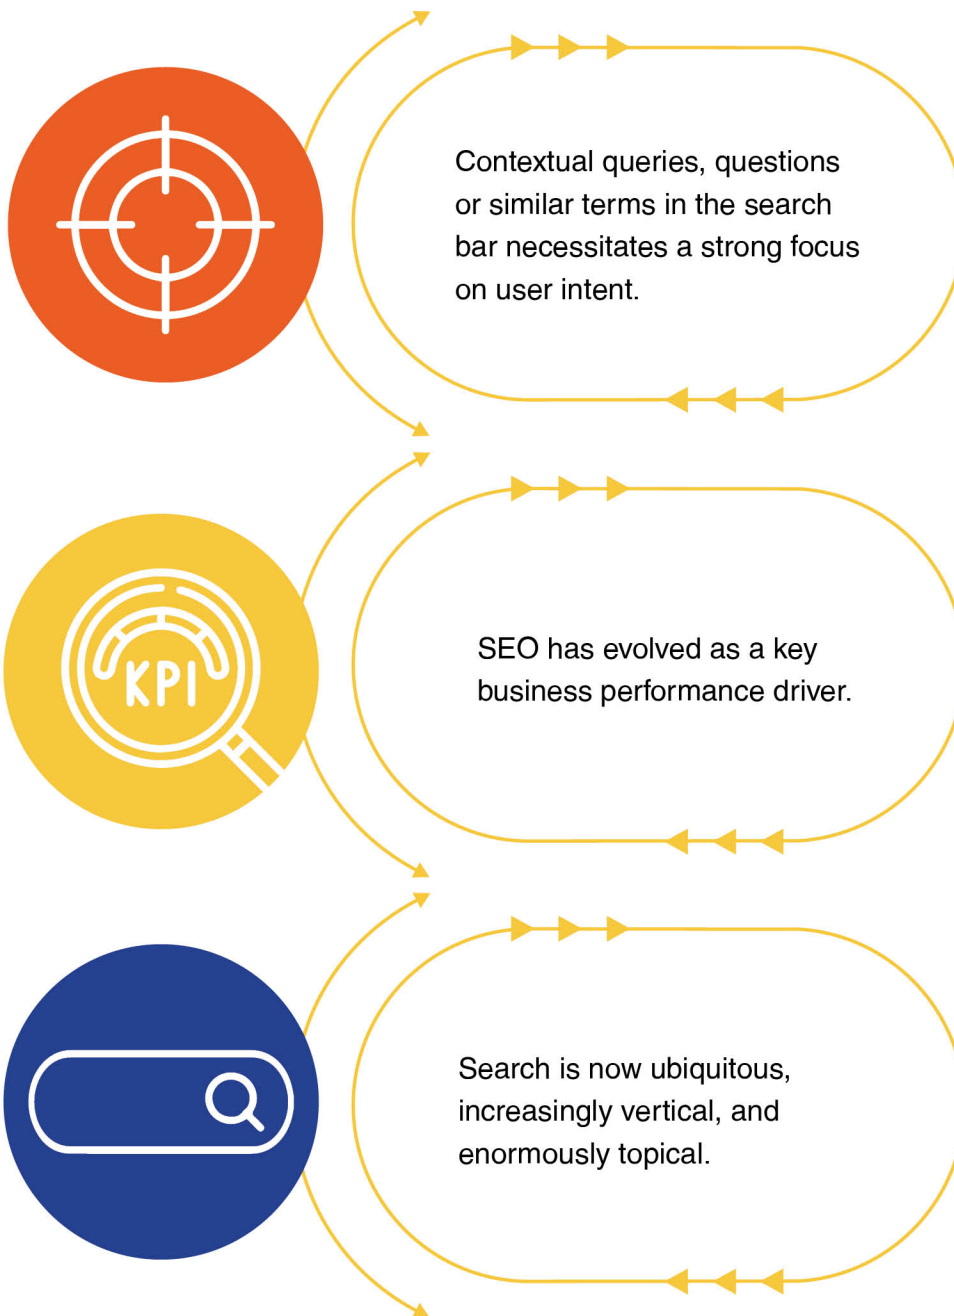 Contextual queries, questions
or similar terms in the search
bar necessitates a strong focus
on user intent.
KPI
SEO has evolved as a key
business performance driver.
Search is now ubiquitous,
increasingly vertical, and
enormously topical.